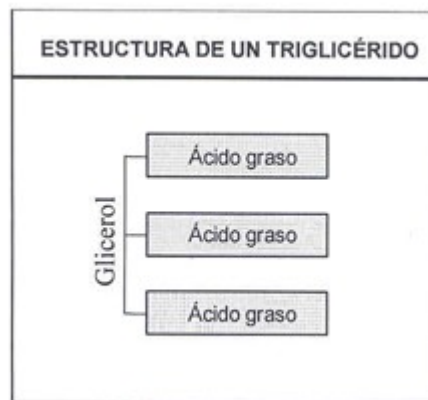 ESTRUCTURA DE UN TRIGLICÉRIDO
Ácido graso
Glicerol
Ácido graso
Ácido graso